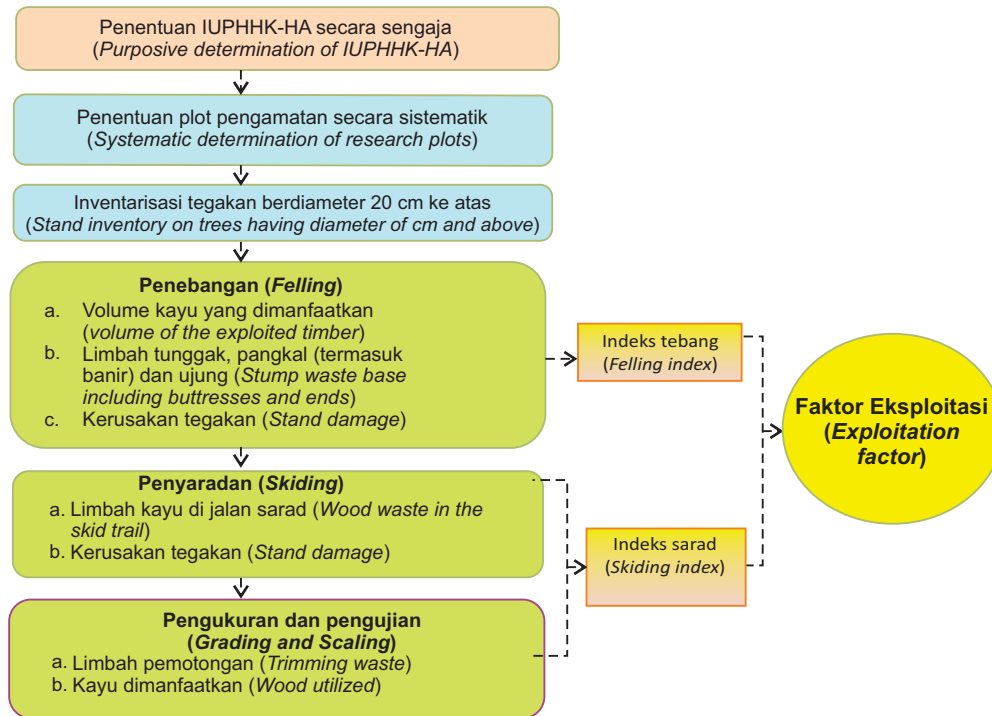 Penentuan IUPHHK-HA secara sengaja
(Purposive determination of IUPHHK-HA)
Penentuan plot pengamatan secara sistematik
(Systematic determination of research plots)
Inventarisasi tegakan berdiameter 20 cm ke atas
(Stand inventory on trees having diameter of cm and above)
Penebangan (Felling)
a. Volume kayu yang dimanfaatkan
(volume of the exploited timber)
b. Limbah tunggak, pangkal (termasuk
banir) dan ujung (Stump waste base
including buttresses and ends)
c. Kerusakan tegakan (Stand damage)
Penyaradan (Skiding)
a. Limbah kayu di jalan sarad (Wood waste in the
skid trail)
b. Kerusakan tegakan (Stand damage)
Pengukuran dan pengujian
(Grading and Scaling)
a. Limbah pemotongan (Trimming waste)
b. Kayu dimanfaatkan (Wood utilized)
Indeks tebang
(Felling index)
Indeks sarad
(Skiding index)
Faktor Eksploitasi
(Exploitation
factor)